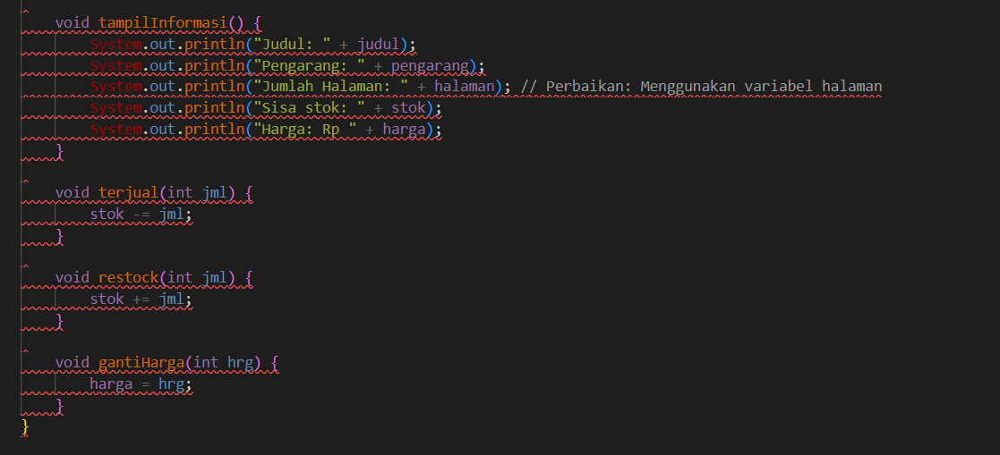 void tampilInformasi() {
System.out.println("Judul: " + judul);
System.out.println("Pengarang: " + pengarang);
System.out.println("Jumlah Halaman: " + halaman); // Perbaikan: Menggunakan variabel halaman
System.out.println("Sisa stok: " + stok);
System.out.println("Harga: Rp " + harga);
}
void terjual(int jml) {
stok -= jml;
}
void restock(int jml) {
stok += jml;
}
void gantiHarga(int hrg) {
harga = hrg;
}
}